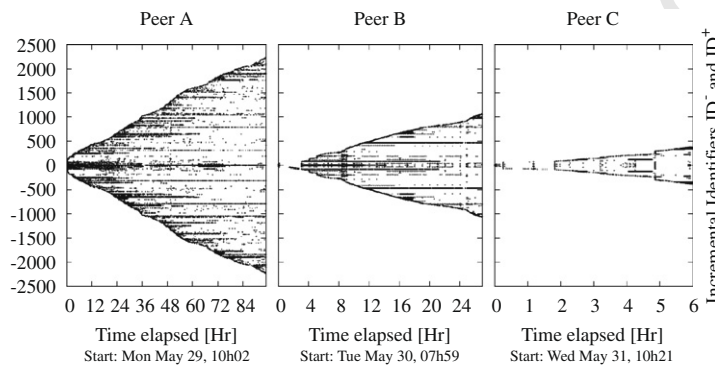 Peer A Peer B Peer C
2500
2000
1500
1000
500
0
-500
-1000
-1500
-2000
-2500
0 12 24 36 48 60 72 84
0 4 8 12 16 20 24
0 1 2 3 4 5 6
Time elapsed [Hr] Time elapsed [Hr] Time elapsed [Hr]
Start: Mon May 29, 10h02 Start: Tue May 30, 07h59 Start: Wed May 31, 10h21
Incremental Identifiers ID⁻ and ID⁺